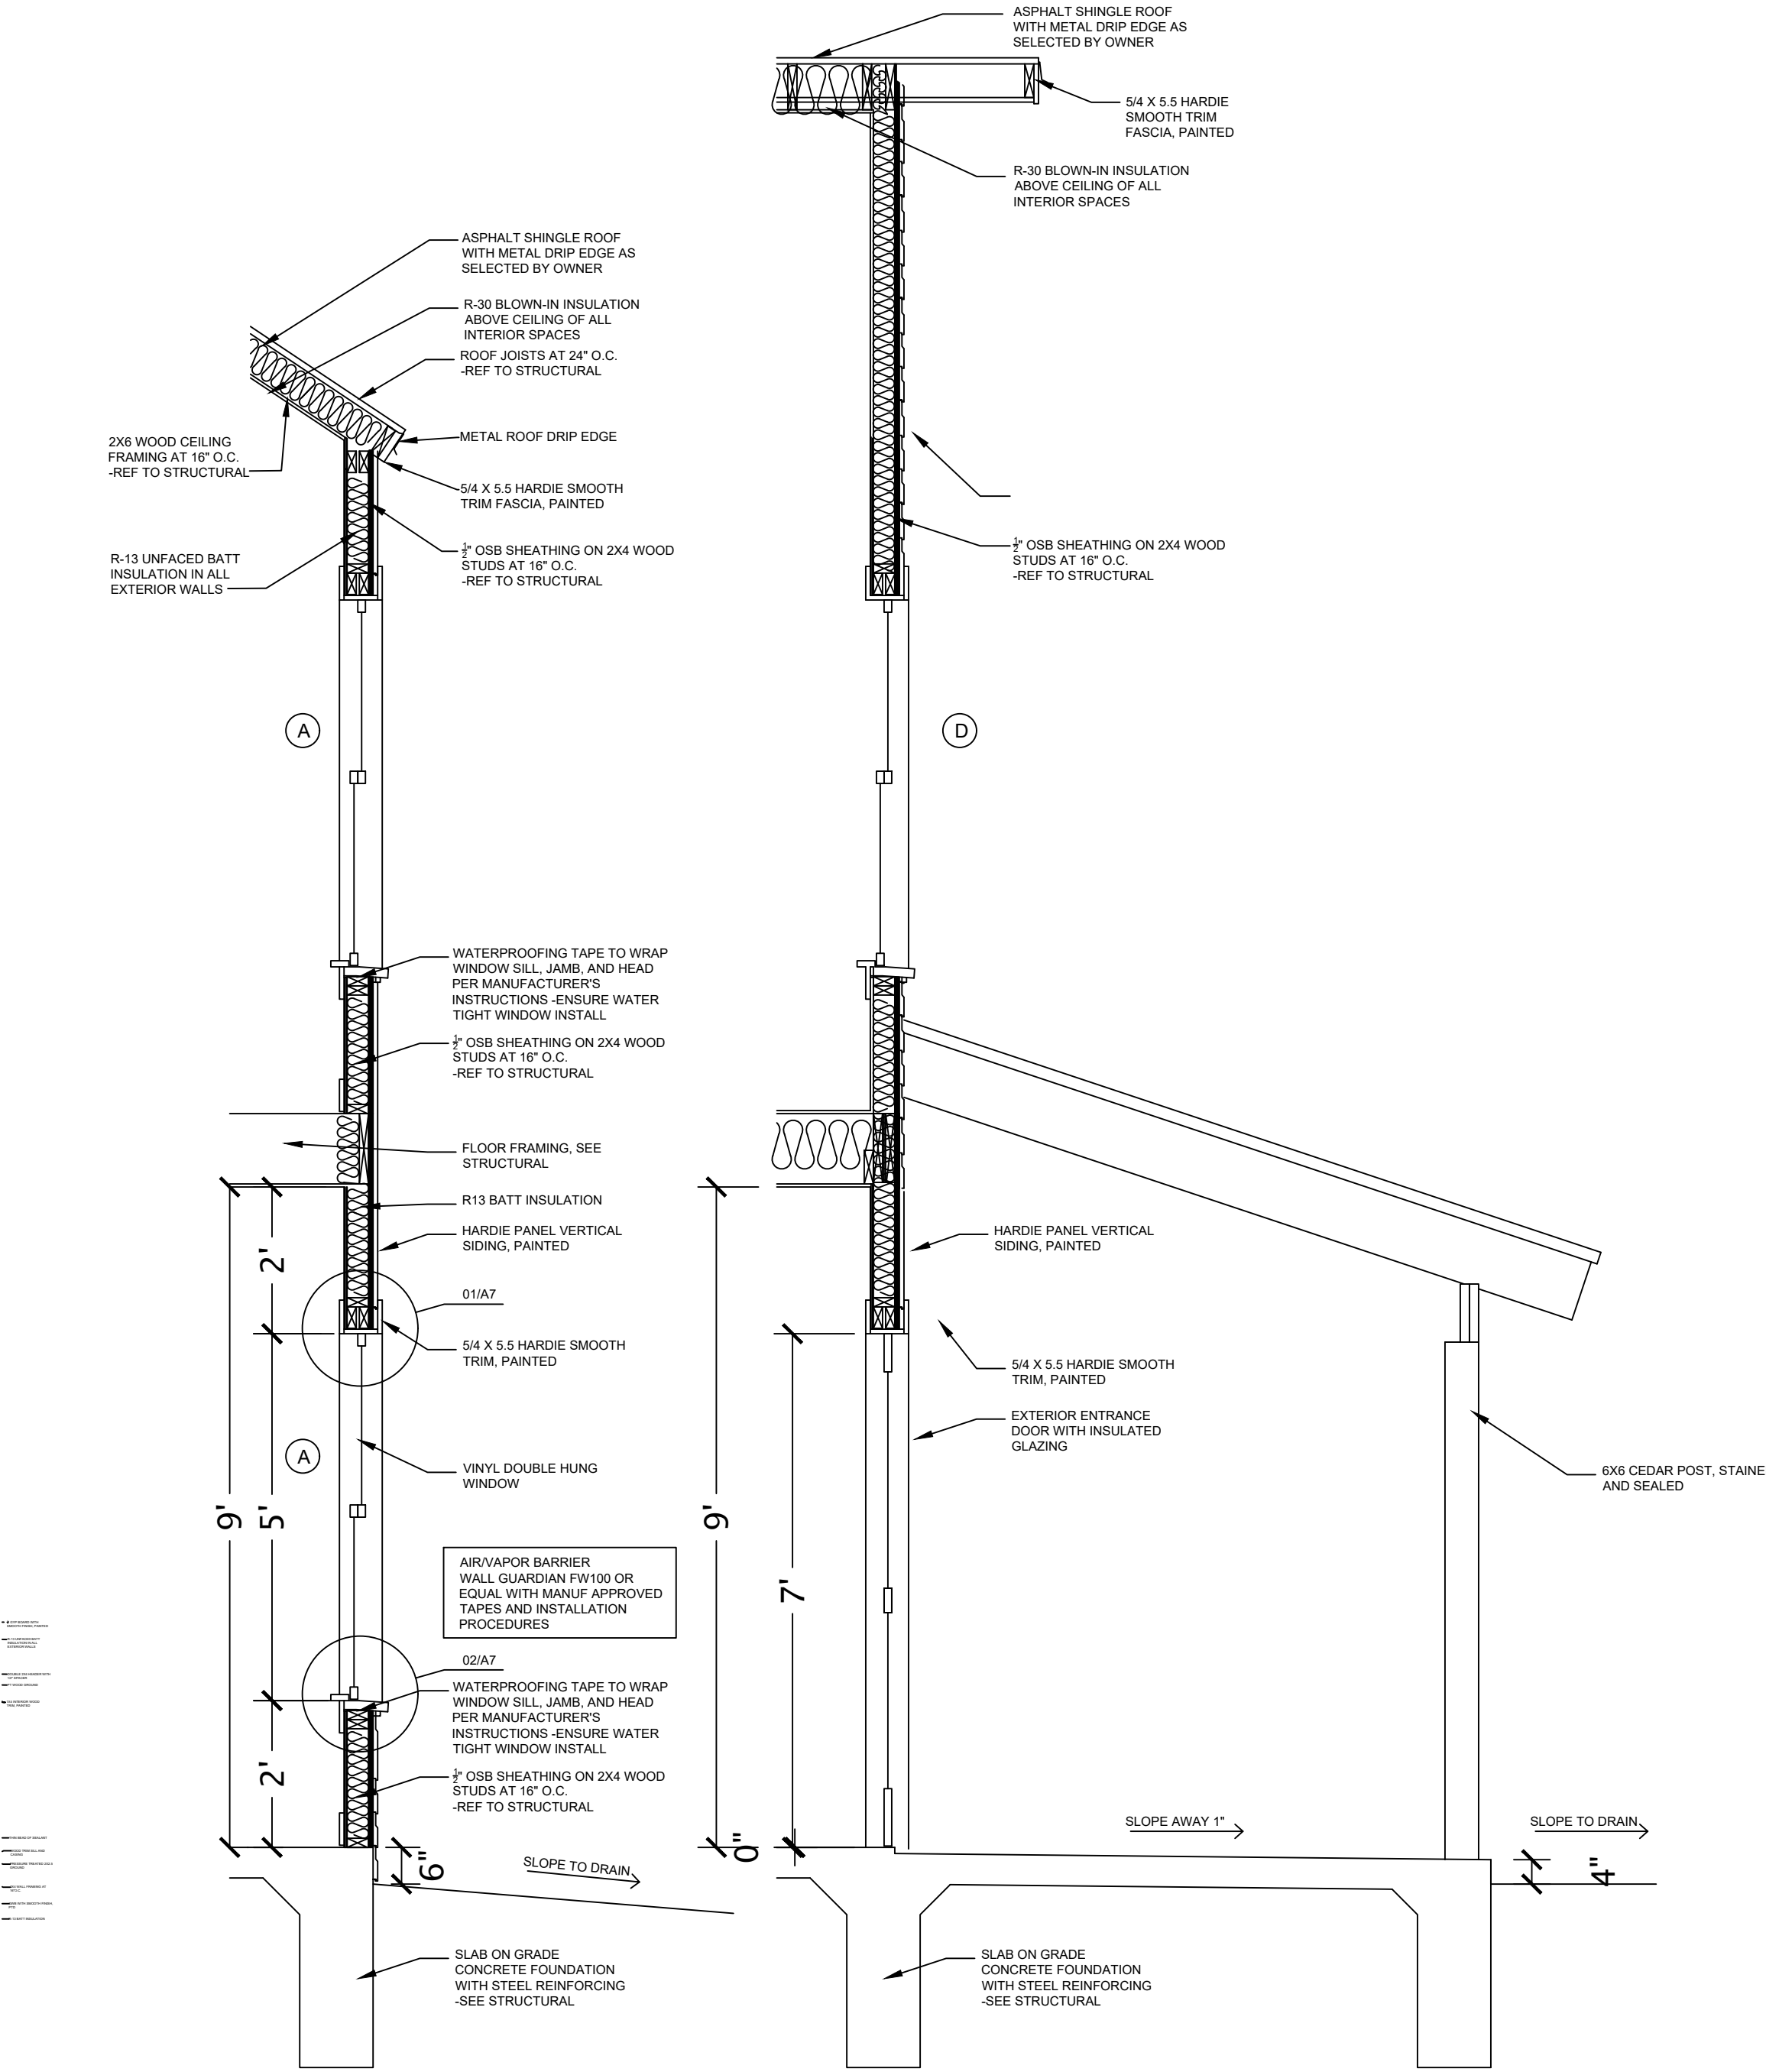 ASPHALT SHINGLE ROOF
WITH METAL DRIP EDGE AS
SELECTED BY OWNER
5/4 X 5.5 HARDIE
SMOOTH TRIM
FASCIA, PAINTED
R-30 BLOWN-IN INSULATION
ABOVE CEILING OF ALL
INTERIOR SPACES
ASPHALT SHINGLE ROOF
WITH METAL DRIP EDGE AS
SELECTED BY OWNER
R-30 BLOWN-IN INSULATION
ABOVE CEILING OF ALL
INTERIOR SPACES
ROOF JOISTS AT 24" O.C.
-REF TO STRUCTURAL
METAL ROOF DRIP EDGE
2X6 WOOD CEILING
FRAMING AT 16" O.C.
-REF TO STRUCTURAL
5/4 X 5.5 HARDIE SMOOTH
TRIM FASCIA, PAINTED
½" OSB SHEATHING ON 2X4 WOOD
STUDS AT 16" O.C.
-REF TO STRUCTURAL
R-13 UNFACED BATT
INSULATION IN ALL
EXTERIOR WALLS
½" OSB SHEATHING ON 2X4 WOOD
STUDS AT 16" O.C.
-REF TO STRUCTURAL
A
D
WATERPROOFING TAPE TO WRAP
WINDOW SILL, JAMB, AND HEAD
PER MANUFACTURER'S
INSTRUCTIONS -ENSURE WATER
TIGHT WINDOW INSTALL
½" OSB SHEATHING ON 2X4 WOOD
STUDS AT 16" O.C.
-REF TO STRUCTURAL
FLOOR FRAMING, SEE
STRUCTURAL
R13 BATT INSULATION
HARDIE PANEL VERTICAL
SIDING, PAINTED
HARDIE PANEL VERTICAL
SIDING, PAINTED
2'
01/A7
5/4 X 5.5 HARDIE SMOOTH
TRIM, PAINTED
5/4 X 5.5 HARDIE SMOOTH
TRIM, PAINTED
EXTERIOR ENTRANCE
DOOR WITH INSULATED
GLAZING
A
VINYL DOUBLE HUNG
WINDOW
6X6 CEDAR POST, STAINE
AND SEALED
9'
5'
9'
7'
AIR/VAPOR BARRIER
WALL GUARDIAN FW100 OR
EQUAL WITH MANUF APPROVED
TAPES AND INSTALLATION
PROCEDURES
02/A7
WATERPROOFING TAPE TO WRAP
WINDOW SILL, JAMB, AND HEAD
PER MANUFACTURER'S
INSTRUCTIONS -ENSURE WATER
TIGHT WINDOW INSTALL
2'
½" OSB SHEATHING ON 2X4 WOOD
STUDS AT 16" O.C.
-REF TO STRUCTURAL
SLOPE AWAY 1"
SLOPE TO DRAIN
0"
6"
SLOPE TO DRAIN
4"
SLAB ON GRADE
CONCRETE FOUNDATION
WITH STEEL REINFORCING
-SEE STRUCTURAL
SLAB ON GRADE
CONCRETE FOUNDATION
WITH STEEL REINFORCING
-SEE STRUCTURAL